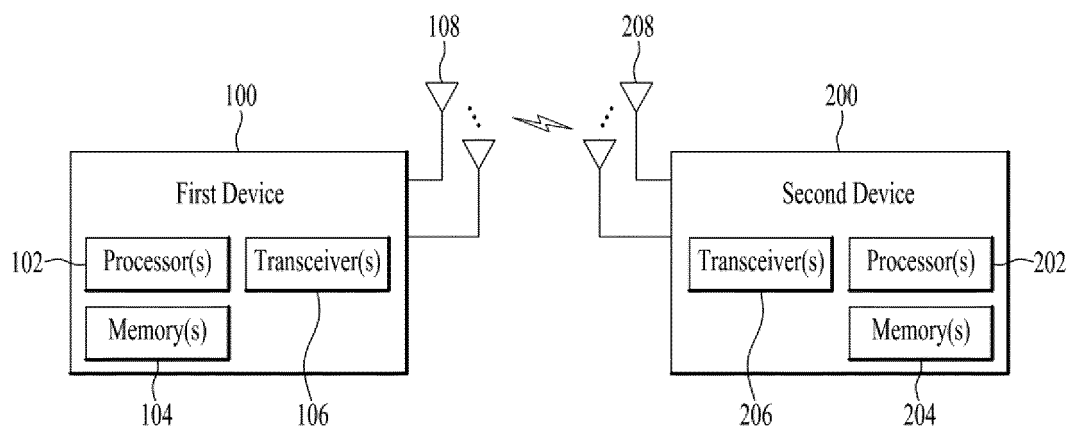 108
208
100
200
First Device
Second Device
102
Processor(s)
Transceiver(s)
Transceiver(s)
Processor(s)
202
Memory(s)
Memory(s)
104
106
206
204